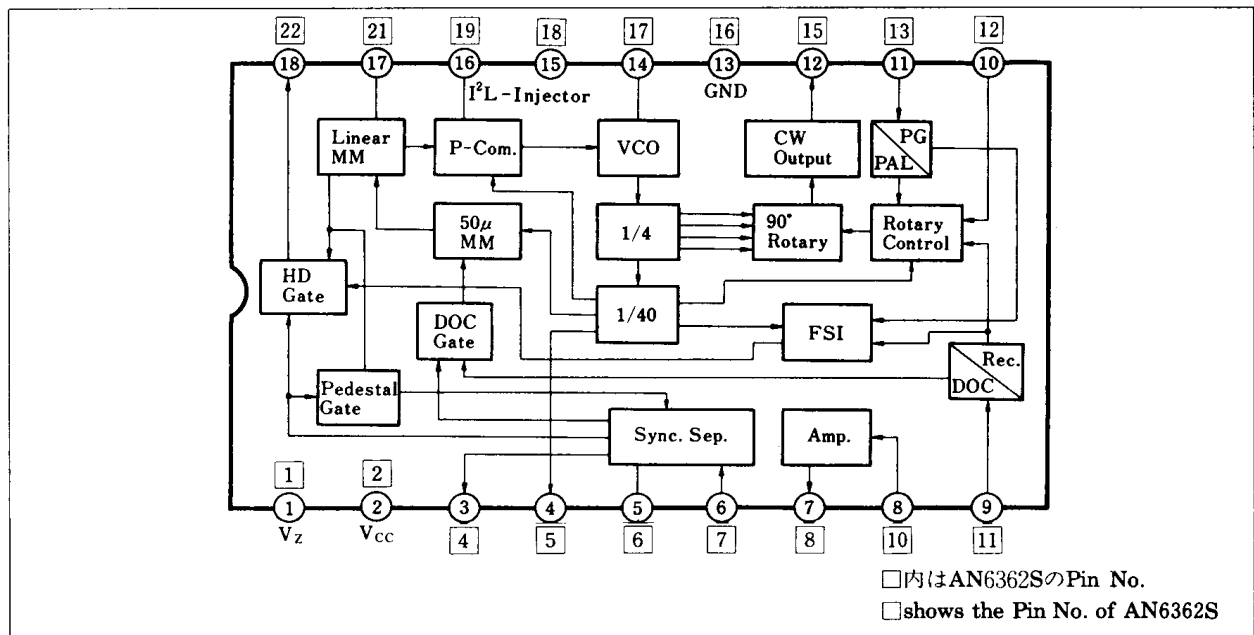 22 21 19 18 17 16 15 13 12
18 17 16 15 14 13 12 11 10
I²L-Injector GND
Linear
MM
P-Com.
VCO
CW
Output
PG
PAL
50μ
MM
1/4
90°
Rotary
Rotary
Control
HD
Gate
DOC
Gate
1/40
FSI
Rec.
DOC
Pedestal
Gate
Sync. Sep.
Amp.
1 2
1 2 3 4 5 6 7 8 9
V_Z V_CC 4 5 6 7 8 10 11
□内はAN6362SのPin No.
□shows the Pin No. of AN6362S